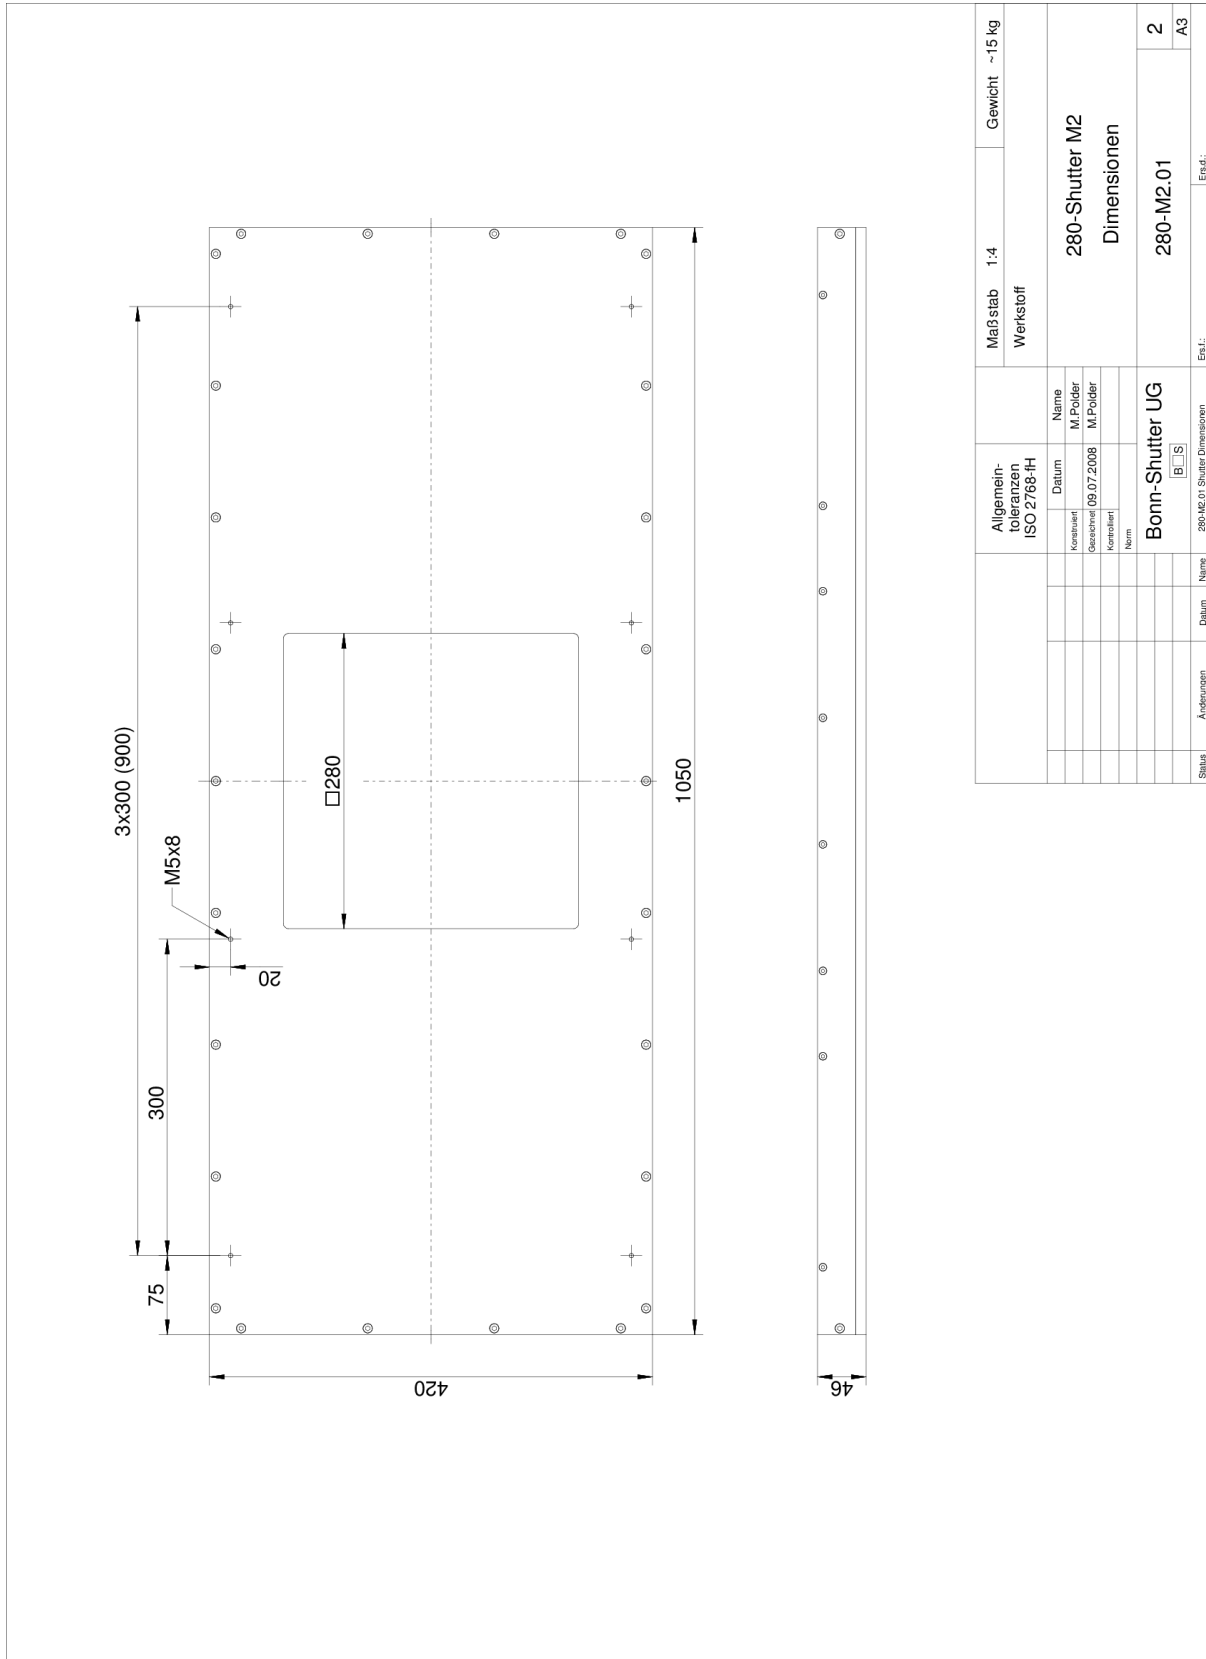 3x300 (900)
M5x8
□280
20
300
75
1050
420
46
Maßstab 1:4
Gewicht ~15 kg
Werkstoff
Allgemein-
toleranzen
ISO 2768-fH
Datum Name
Konstruiert M.Polder
Gezeichnet 09.07.2008 M.Polder
Kontrolliert
Norm
280-Shutter M2
Dimensionen
Bonn-Shutter UG
B□S
280-M2.01
2
A3
Status Änderungen Datum Name
280-M2.01 Shutter Dimensionen
Ers.f.:
Ers.d.: